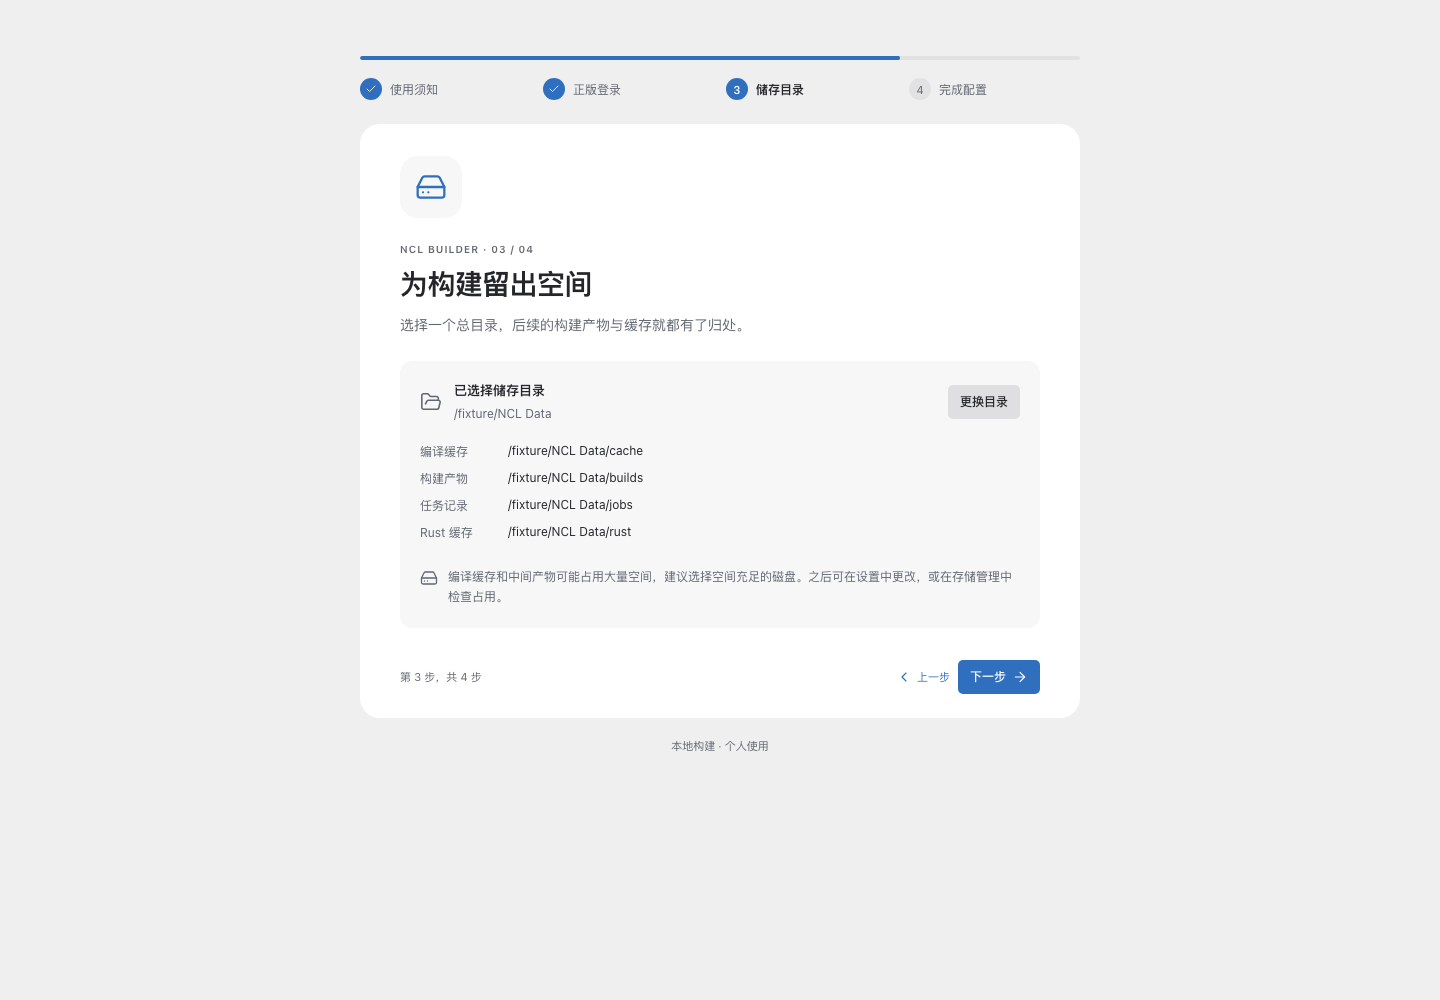 使用须知
正版登录
3 储存目录
4 完成配置
NCL BUILDER · 03 / 04
为构建留出空间
选择一个总目录，后续的构建产物与缓存就都有了归处。
已选择储存目录
/fixture/NCL Data
更换目录
编译缓存 /fixture/NCL Data/cache
构建产物 /fixture/NCL Data/builds
任务记录 /fixture/NCL Data/jobs
Rust 缓存 /fixture/NCL Data/rust
编译缓存和中间产物可能占用大量空间，建议选择空间充足的磁盘。之后可在设置中更改，或在存储管理中
检查占用。
第 3 步，共 4 步
上一步
下一步
本地构建 · 个人使用